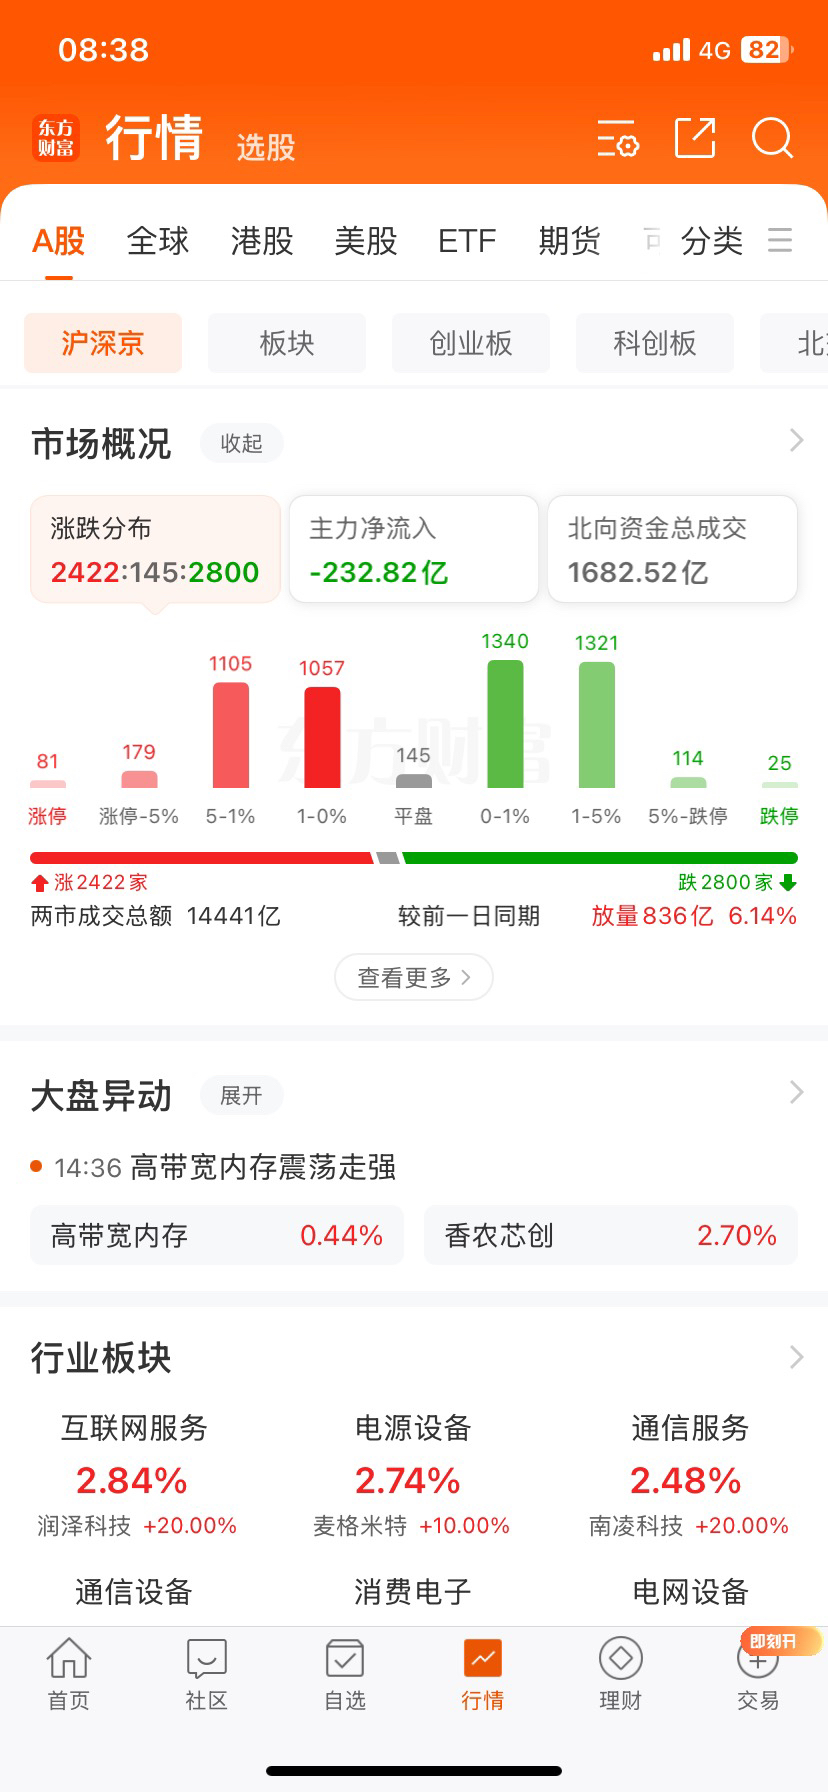 08:38
4G 82
东方财富 行情 选股
A股 全球 港股 美股 ETF 期货 分类
沪深京 板块 创业板 科创板 北
市场概况 收起
涨跌分布 主力净流入 北向资金总成交
2422:145:2800 -232.82亿 1682.52亿
1340 1321
1105 1057
81 179 145 114 25
东方财富
涨停 涨停-5% 5-1% 1-0% 平盘 0-1% 1-5% 5%-跌停 跌停
涨2422家 跌2800家
两市成交总额 14441亿 较前一日同期 放量836亿 6.14%
查看更多
大盘异动 展开
14:36 高带宽内存震荡走强
高带宽内存 0.44% 香农芯创 2.70%
行业板块
互联网服务 电源设备 通信服务
2.84% 2.74% 2.48%
润泽科技 +20.00% 麦格米特 +10.00% 南凌科技 +20.00%
通信设备 消费电子 电网设备
即刻开
首页 社区 自选 行情 理财 交易